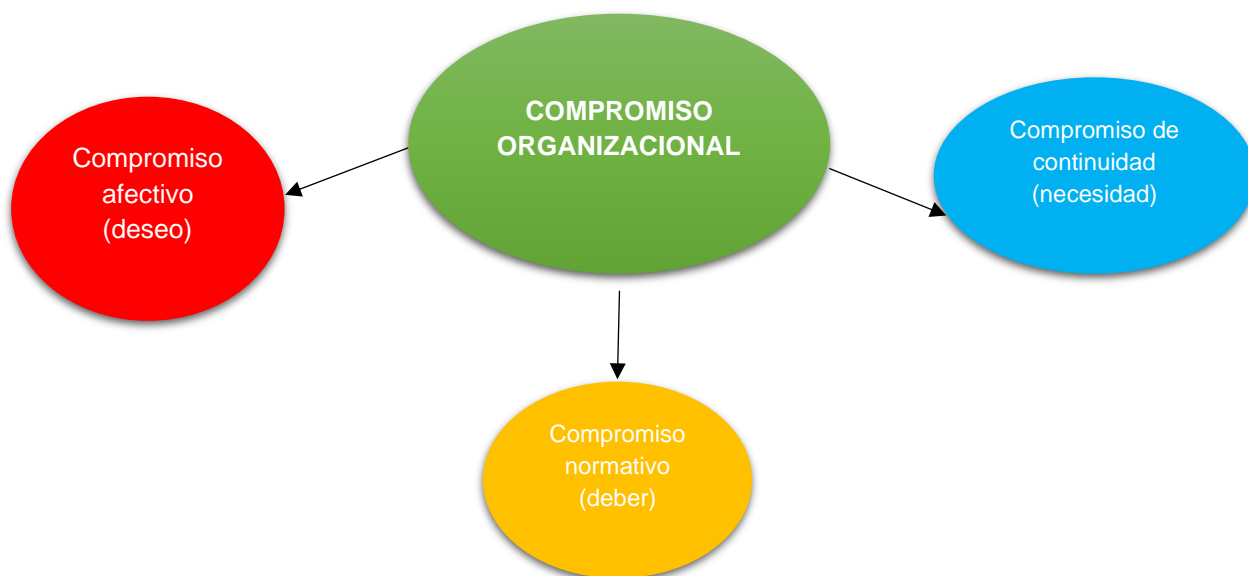 COMPROMISO
ORGANIZACIONAL
Compromiso
afectivo
(deseo)
Compromiso de
continuidad
(necesidad)
Compromiso
normativo
(deber)